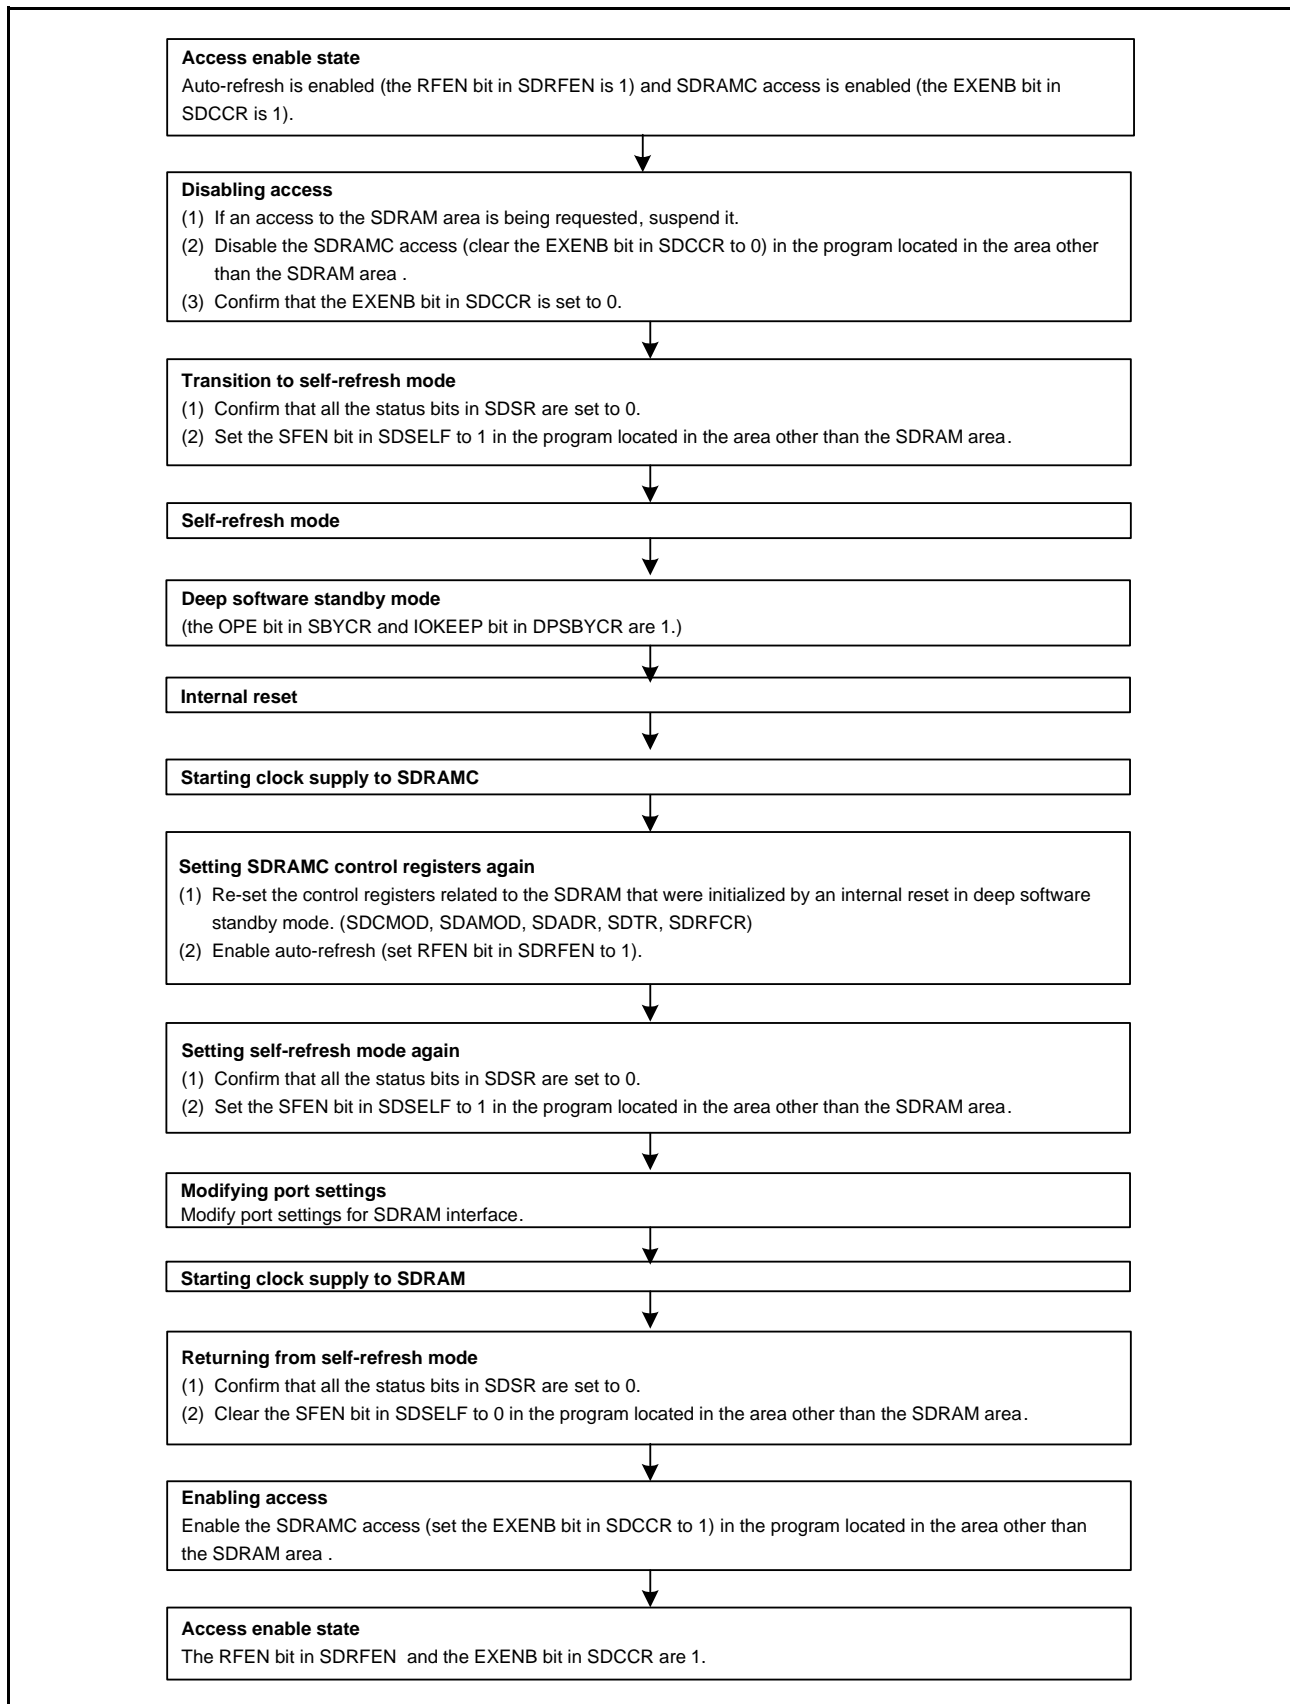 Access enable state
Auto-refresh is enabled (the RFEN bit in SDRFEN is 1) and SDRAMC access is enabled (the EXENB bit in
SDCCR is 1).
Disabling access
(1) If an access to the SDRAM area is being requested, suspend it.
(2) Disable the SDRAMC access (clear the EXENB bit in SDCCR to 0) in the program located in the area other
than the SDRAM area .
(3) Confirm that the EXENB bit in SDCCR is set to 0.
Transition to self-refresh mode
(1) Confirm that all the status bits in SDSR are set to 0.
(2) Set the SFEN bit in SDSELF to 1 in the program located in the area other than the SDRAM area.
Self-refresh mode
Deep software standby mode
(the OPE bit in SBYCR and IOKEEP bit in DPSBYCR are 1.)
Internal reset
Starting clock supply to SDRAMC
Setting SDRAMC control registers again
(1) Re-set the control registers related to the SDRAM that were initialized by an internal reset in deep software
standby mode. (SDCMOD, SDAMOD, SDADR, SDTR, SDRFCR)
(2) Enable auto-refresh (set RFEN bit in SDRFEN to 1).
Setting self-refresh mode again
(1) Confirm that all the status bits in SDSR are set to 0.
(2) Set the SFEN bit in SDSELF to 1 in the program located in the area other than the SDRAM area.
Modifying port settings
Modify port settings for SDRAM interface.
Starting clock supply to SDRAM
Returning from self-refresh mode
(1) Confirm that all the status bits in SDSR are set to 0.
(2) Clear the SFEN bit in SDSELF to 0 in the program located in the area other than the SDRAM area.
Enabling access
Enable the SDRAMC access (set the EXENB bit in SDCCR to 1) in the program located in the area other than
the SDRAM area .
Access enable state
The RFEN bit in SDRFEN and the EXENB bit in SDCCR are 1.